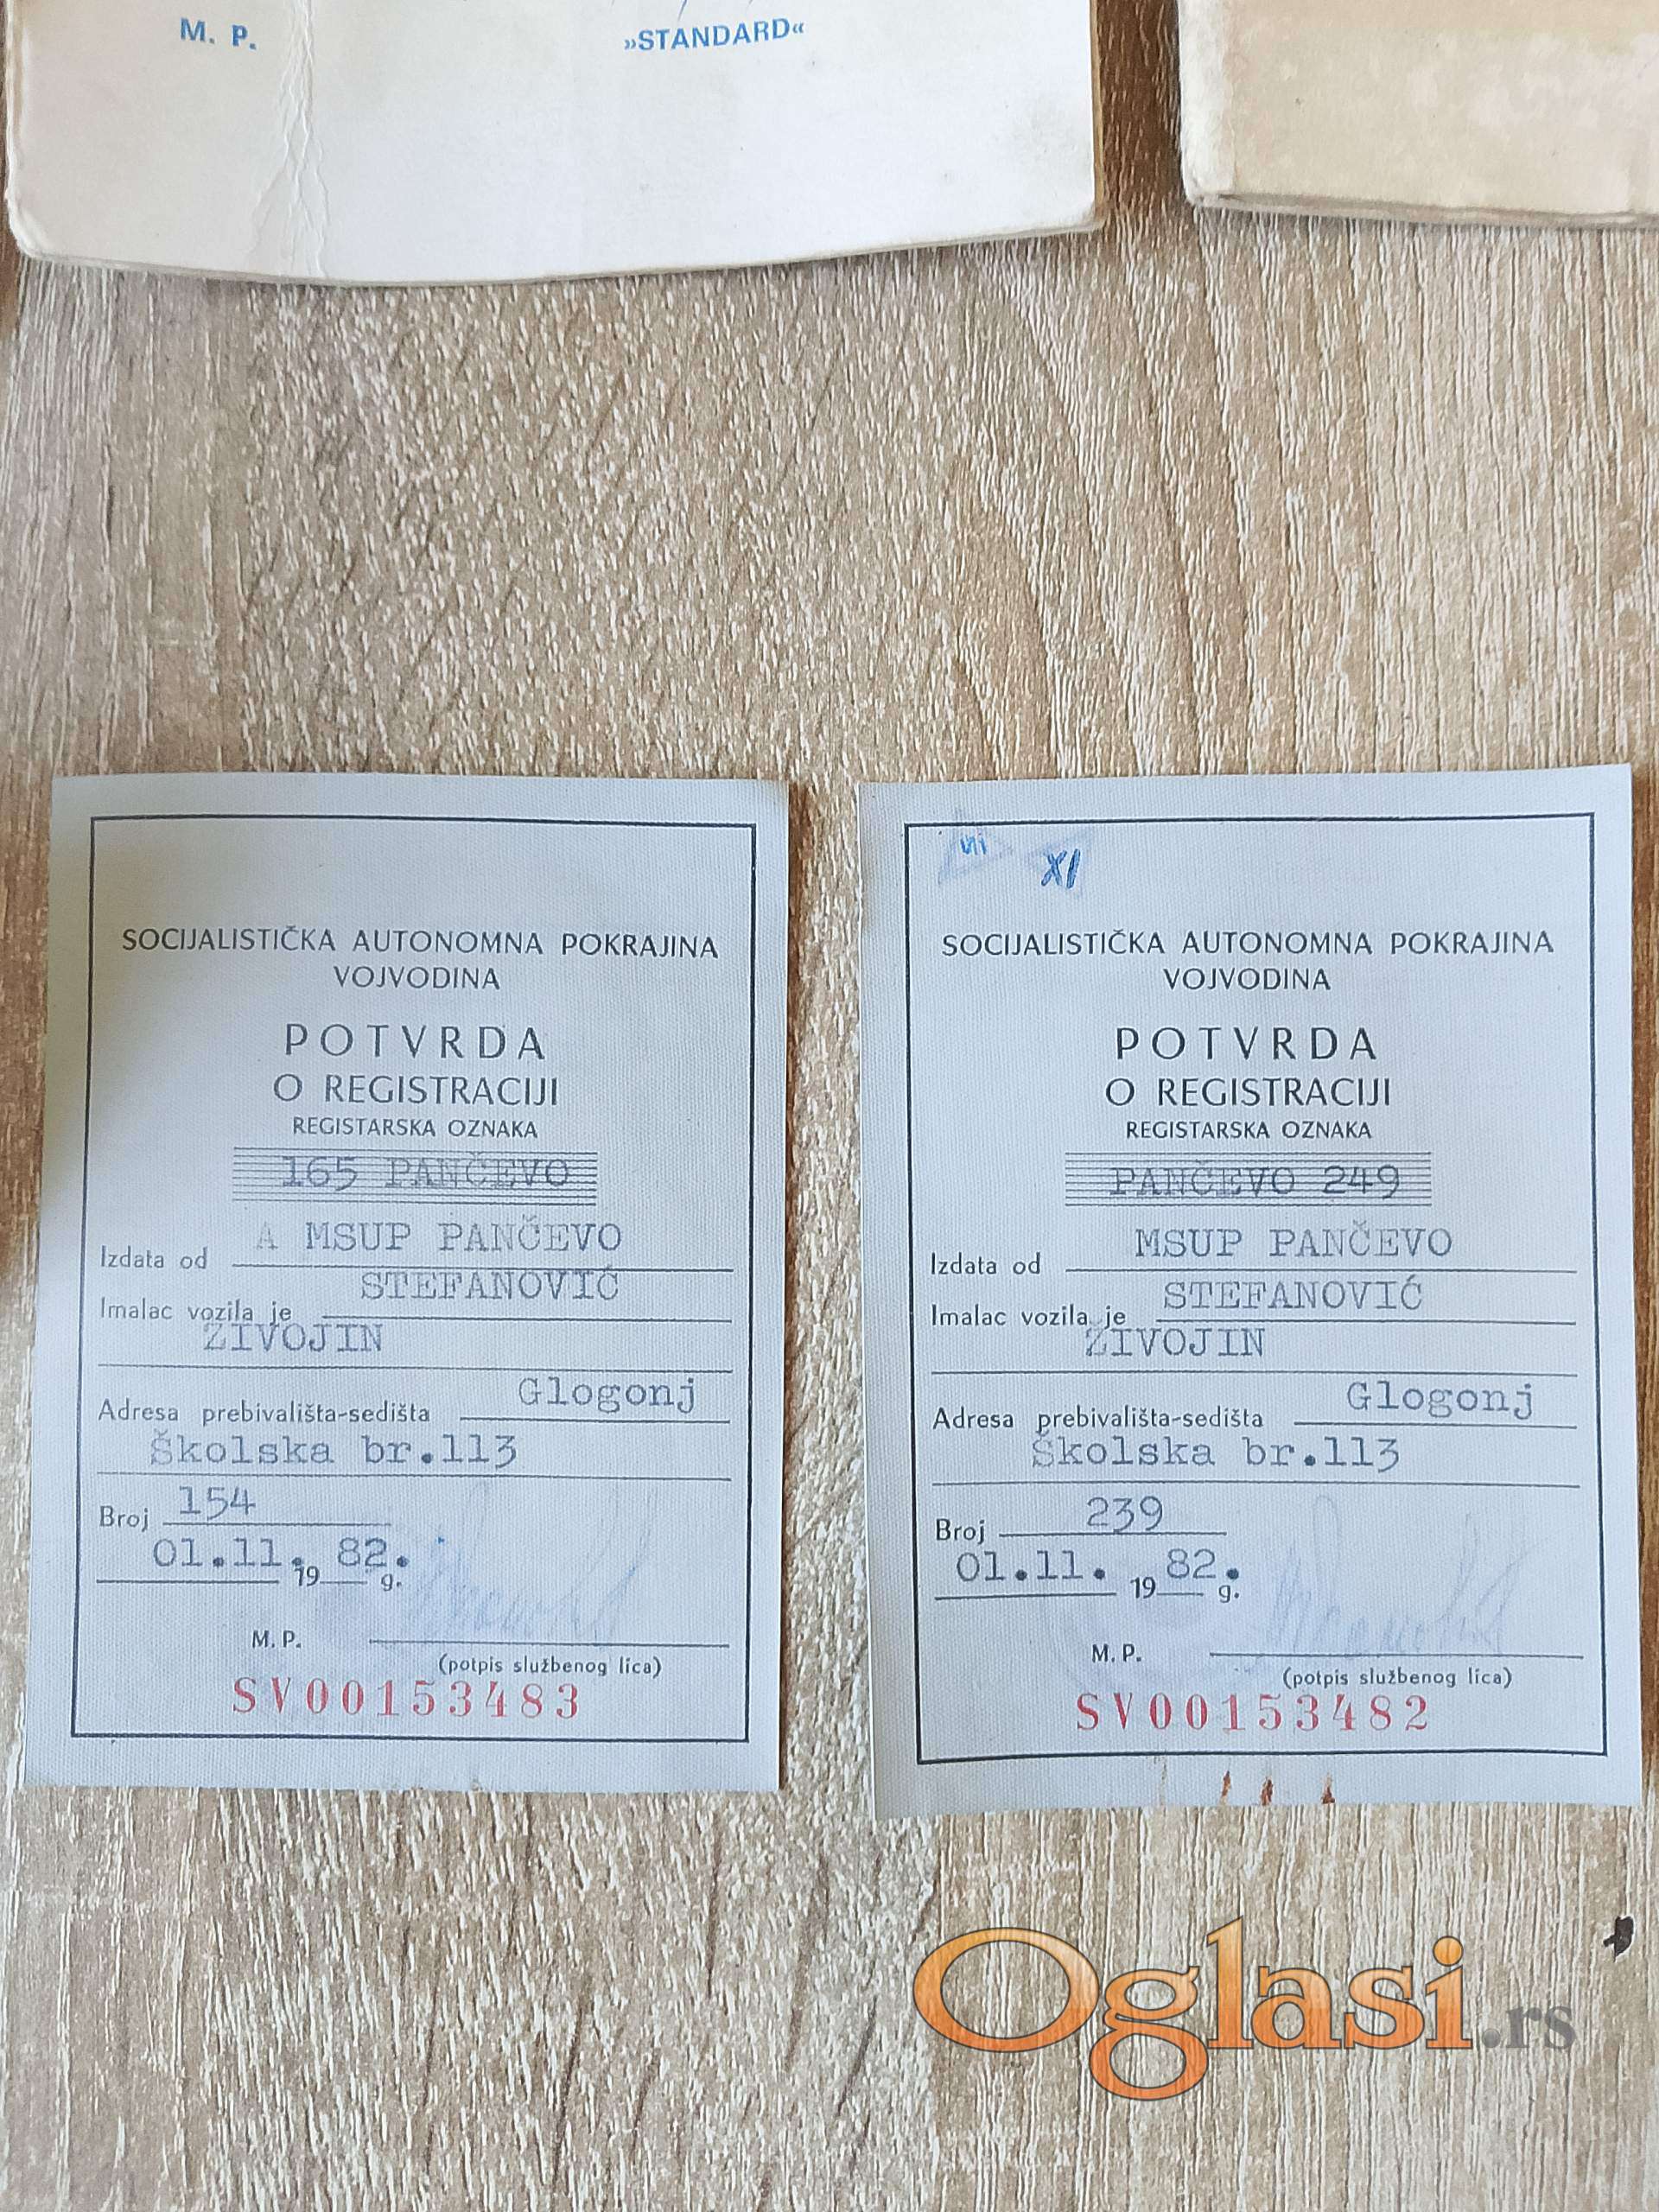 M. P.
»STANDARD«
SOCIJALISTIČKA AUTONOMNA POKRAJINA
VOJVODINA
POTVRDA
O REGISTRACIJI
REGISTARSKA OZNAKA
165 PANČEVO
Izdata od A MSUP PANČEVO
Imalac vozila je STEFANOVIĆ
ŽIVOJIN
Adresa prebivališta-sedišta Glogonj
Školska br.113
Broj 154
01.11. 19 82. g.
M. P.
(potpis službenog lica)
SV00153483
XI
SOCIJALISTIČKA AUTONOMNA POKRAJINA
VOJVODINA
POTVRDA
O REGISTRACIJI
REGISTARSKA OZNAKA
PANČEVO 249
Izdata od MSUP PANČEVO
Imalac vozila je STEFANOVIĆ
ŽIVOJIN
Adresa prebivališta-sedišta Glogonj
Školska br.113
Broj 239
01.11. 19 82. g.
M. P.
(potpis službenog lica)
SV00153482
Oglasi.rs